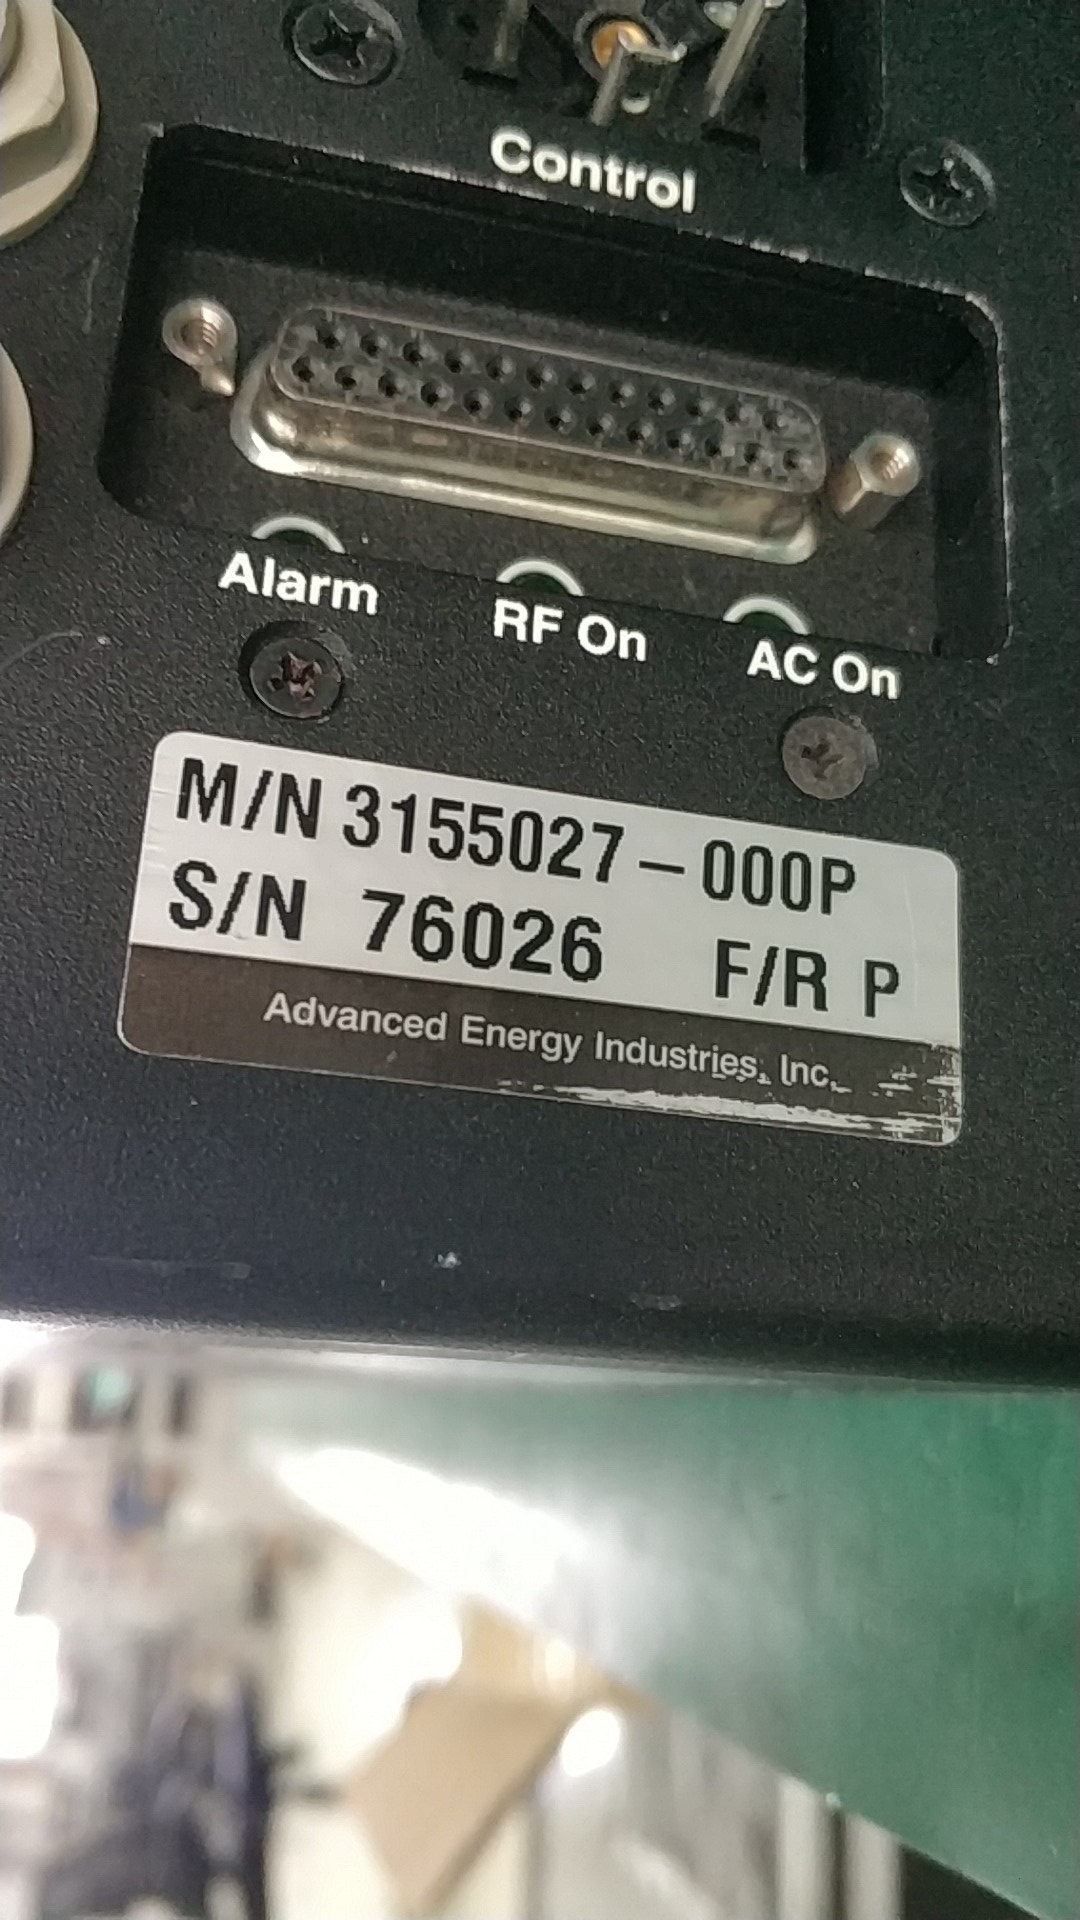 Control
Alarm
RF On
AC On
M/N 3155027-000P
S/N 76026 F/R P
Advanced Energy Industries, Inc.